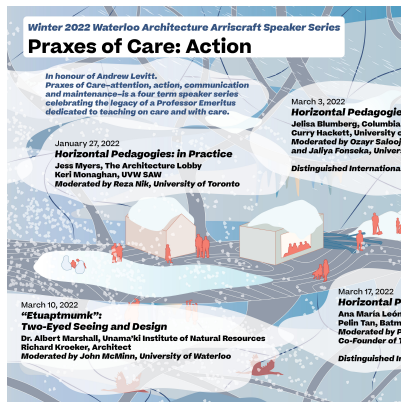 Winter 2022 Waterloo Architecture Arriscraft Speaker Series
Praxes of Care: Action
In honour of Andrew Levitt.
Praxes of Care–attention, action, communication
and maintenance–is a four term speaker series
celebrating the legacy of a Professor Emeritus
dedicated to teaching on care and with care.
January 27, 2022
Horizontal Pedagogies: in Practice
Jess Myers, The Architecture Lobby
Keri Monaghan, UVW SAW
Moderated by Reza Nik, University of Toronto
March 3, 2022
Horizontal Pedagogie
Jelisa Blumberg, Columbia
Curry Hackett, University o
Moderated by Ozayr Salooj
and Jaliya Fonseka, Univer
Distinguished Internationa
March 10, 2022
“Etuaptmunk”:
Two-Eyed Seeing and Design
Dr. Albert Marshall, Unama'ki Institute of Natural Resources
Richard Kroeker, Architect
Moderated by John McMinn, University of Waterloo
March 17, 2022
Horizontal P
Ana María León
Pelin Tan, Batm
Moderated by P
Co-Founder of T
Distinguished In